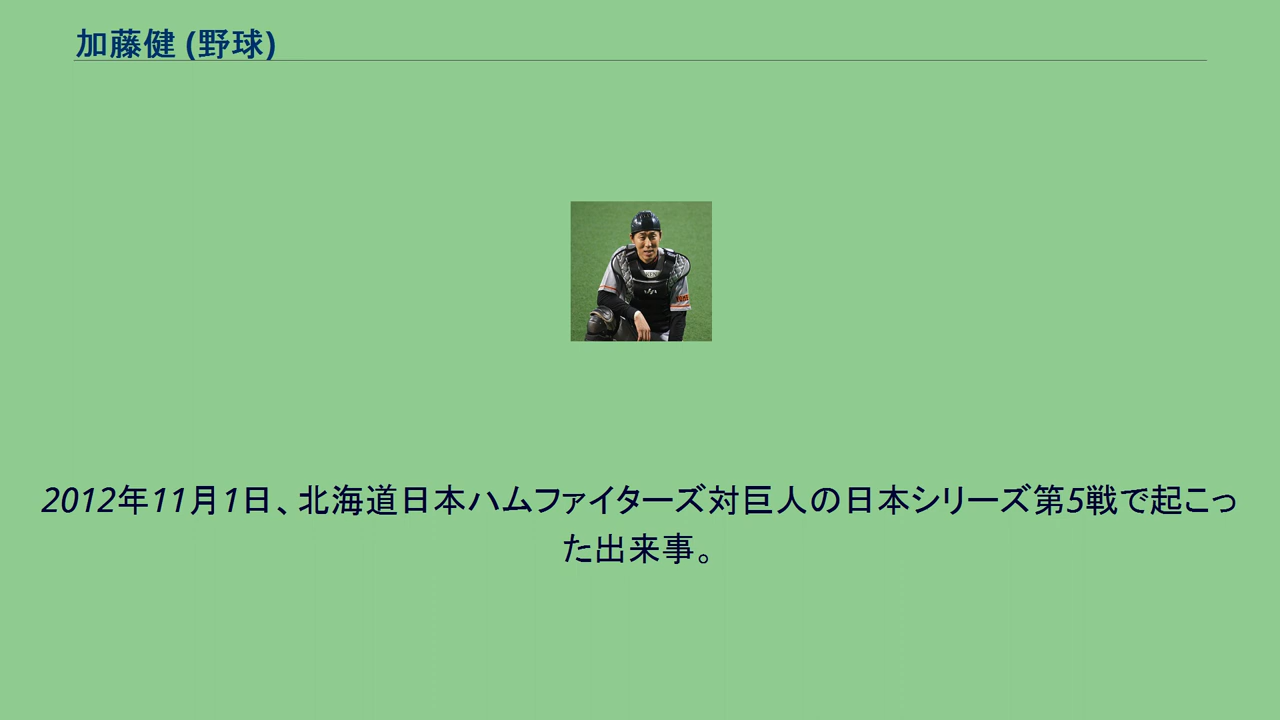 加藤健 (野球)
2012年11月1日、北海道日本ハムファイターズ対巨人の日本シリーズ第5戦で起こっ
た出来事。